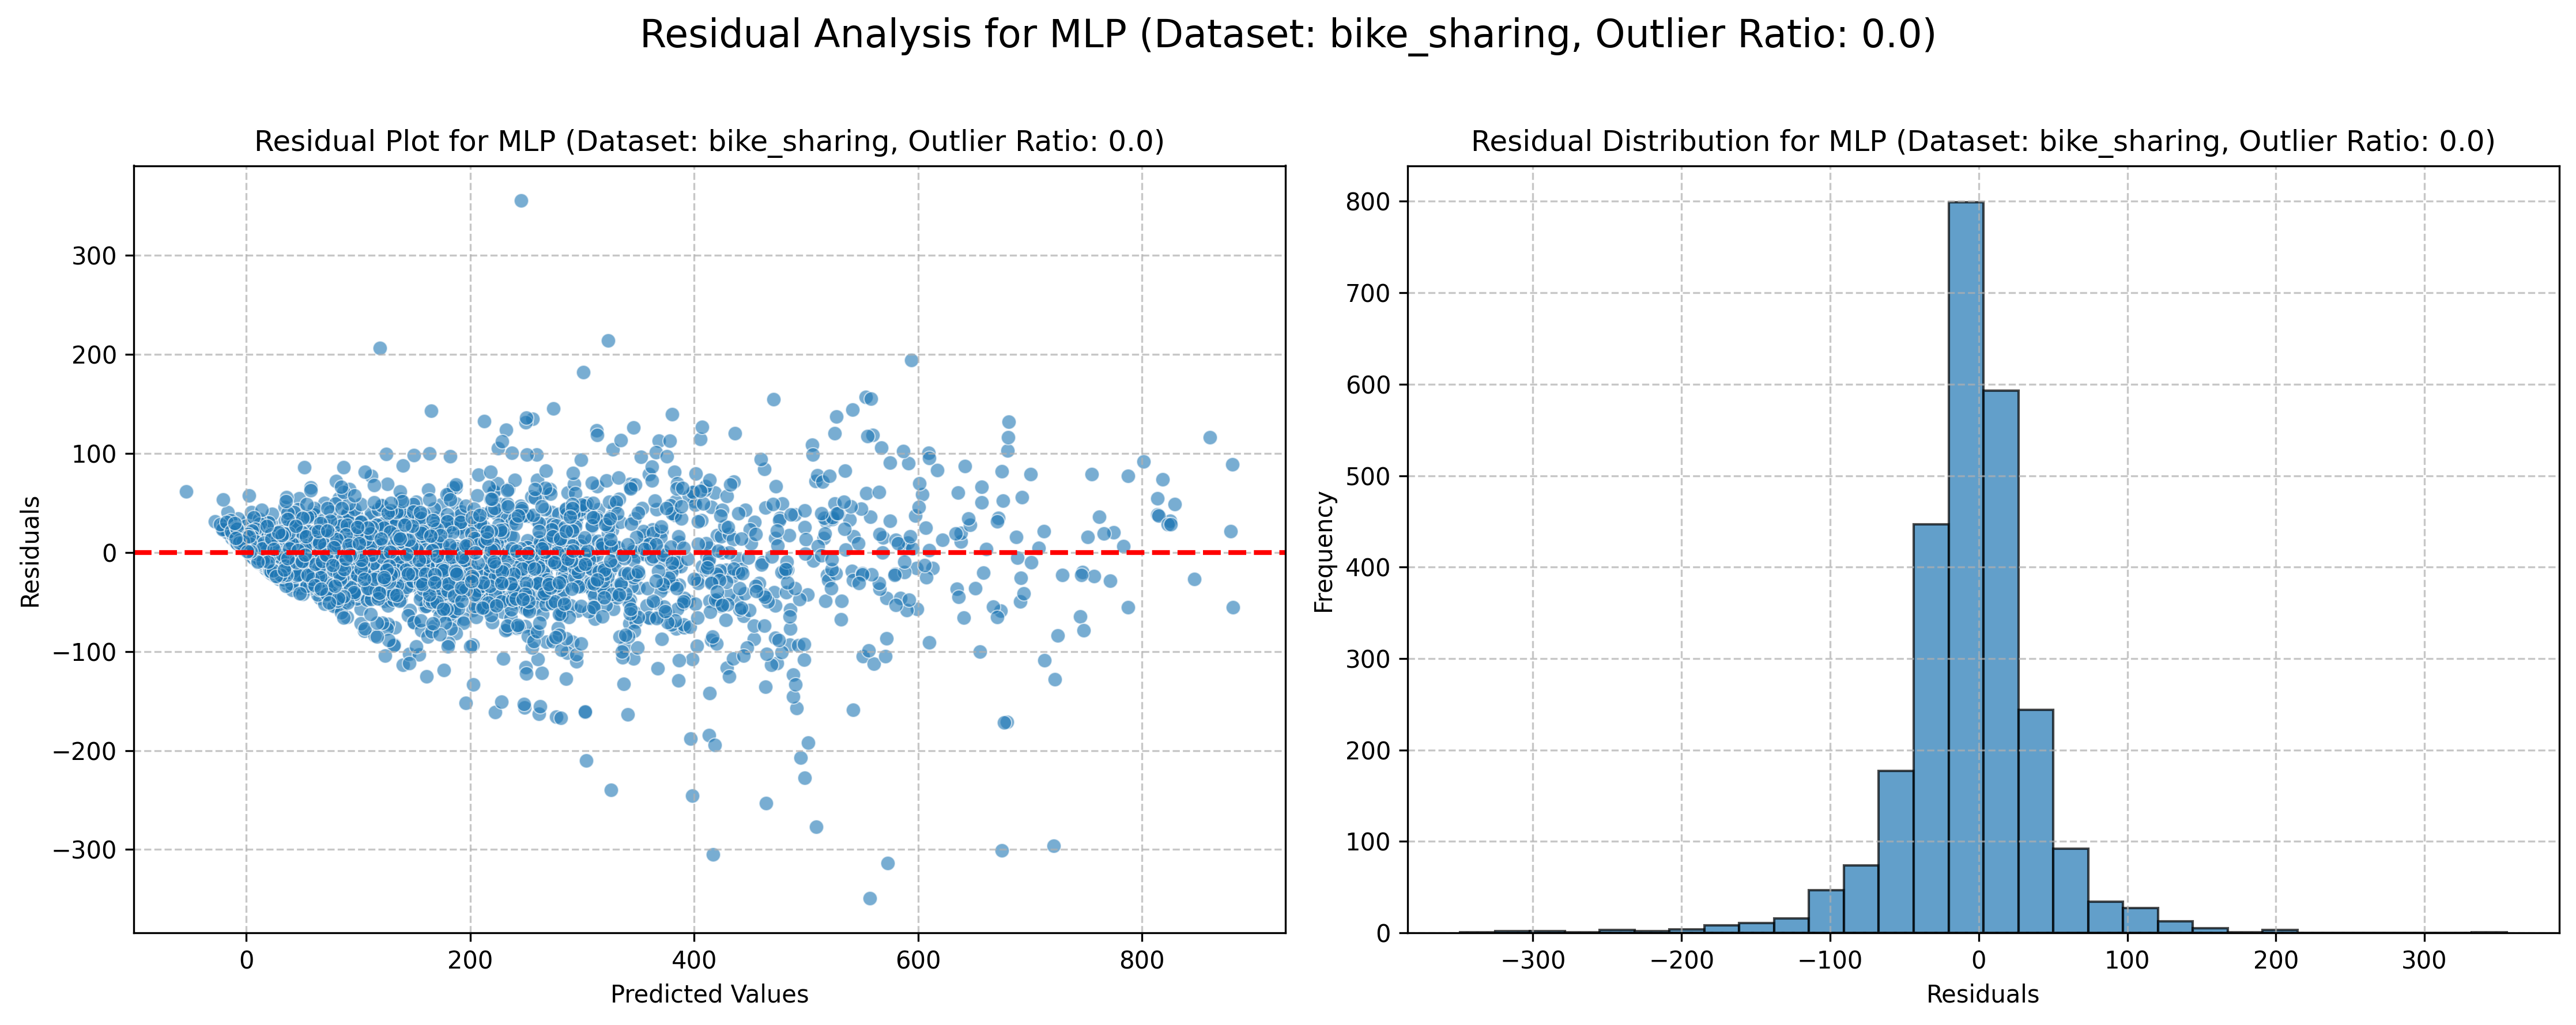 Residual Analysis for MLP (Dataset: bike_sharing, Outlier Ratio: 0.0)
Residual Plot for MLP (Dataset: bike_sharing, Outlier Ratio: 0.0)
300
200
100
0
−100
−200
−300
Residuals
0 200 400 600 800
Predicted Values
Residual Distribution for MLP (Dataset: bike_sharing, Outlier Ratio: 0.0)
800
700
600
500
400
300
200
100
0
Frequency
−300 −200 −100 0 100 200 300
Residuals